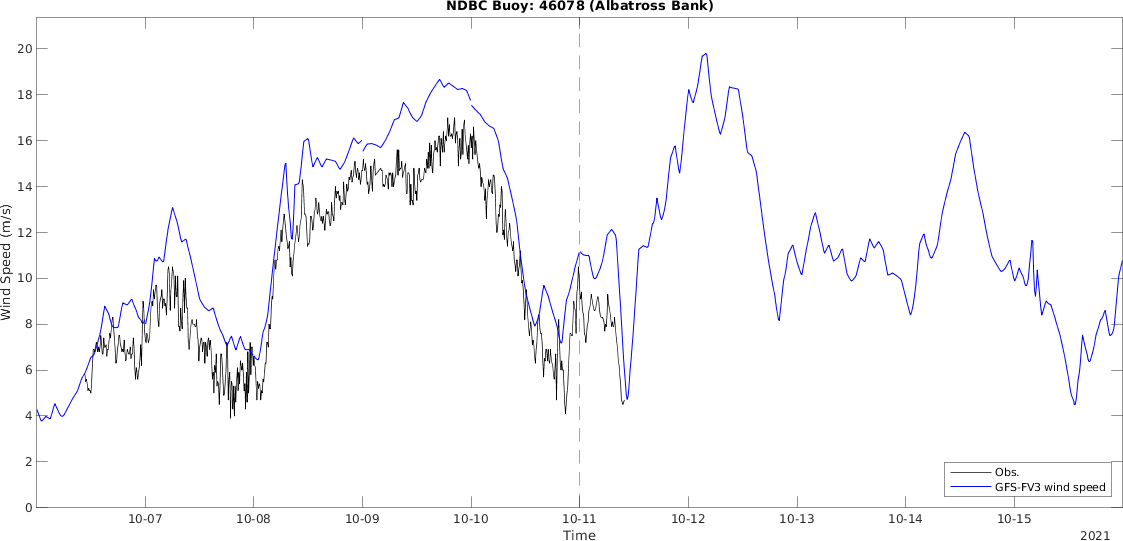 NDBC Buoy: 46078 (Albatross Bank)
20
18
16
14
12
10
8
6
4
2
0
Wind Speed (m/s)
10-07 10-08 10-09 10-10 10-11 10-12 10-13 10-14 10-15
Time
2021
Obs.
GFS-FV3 wind speed